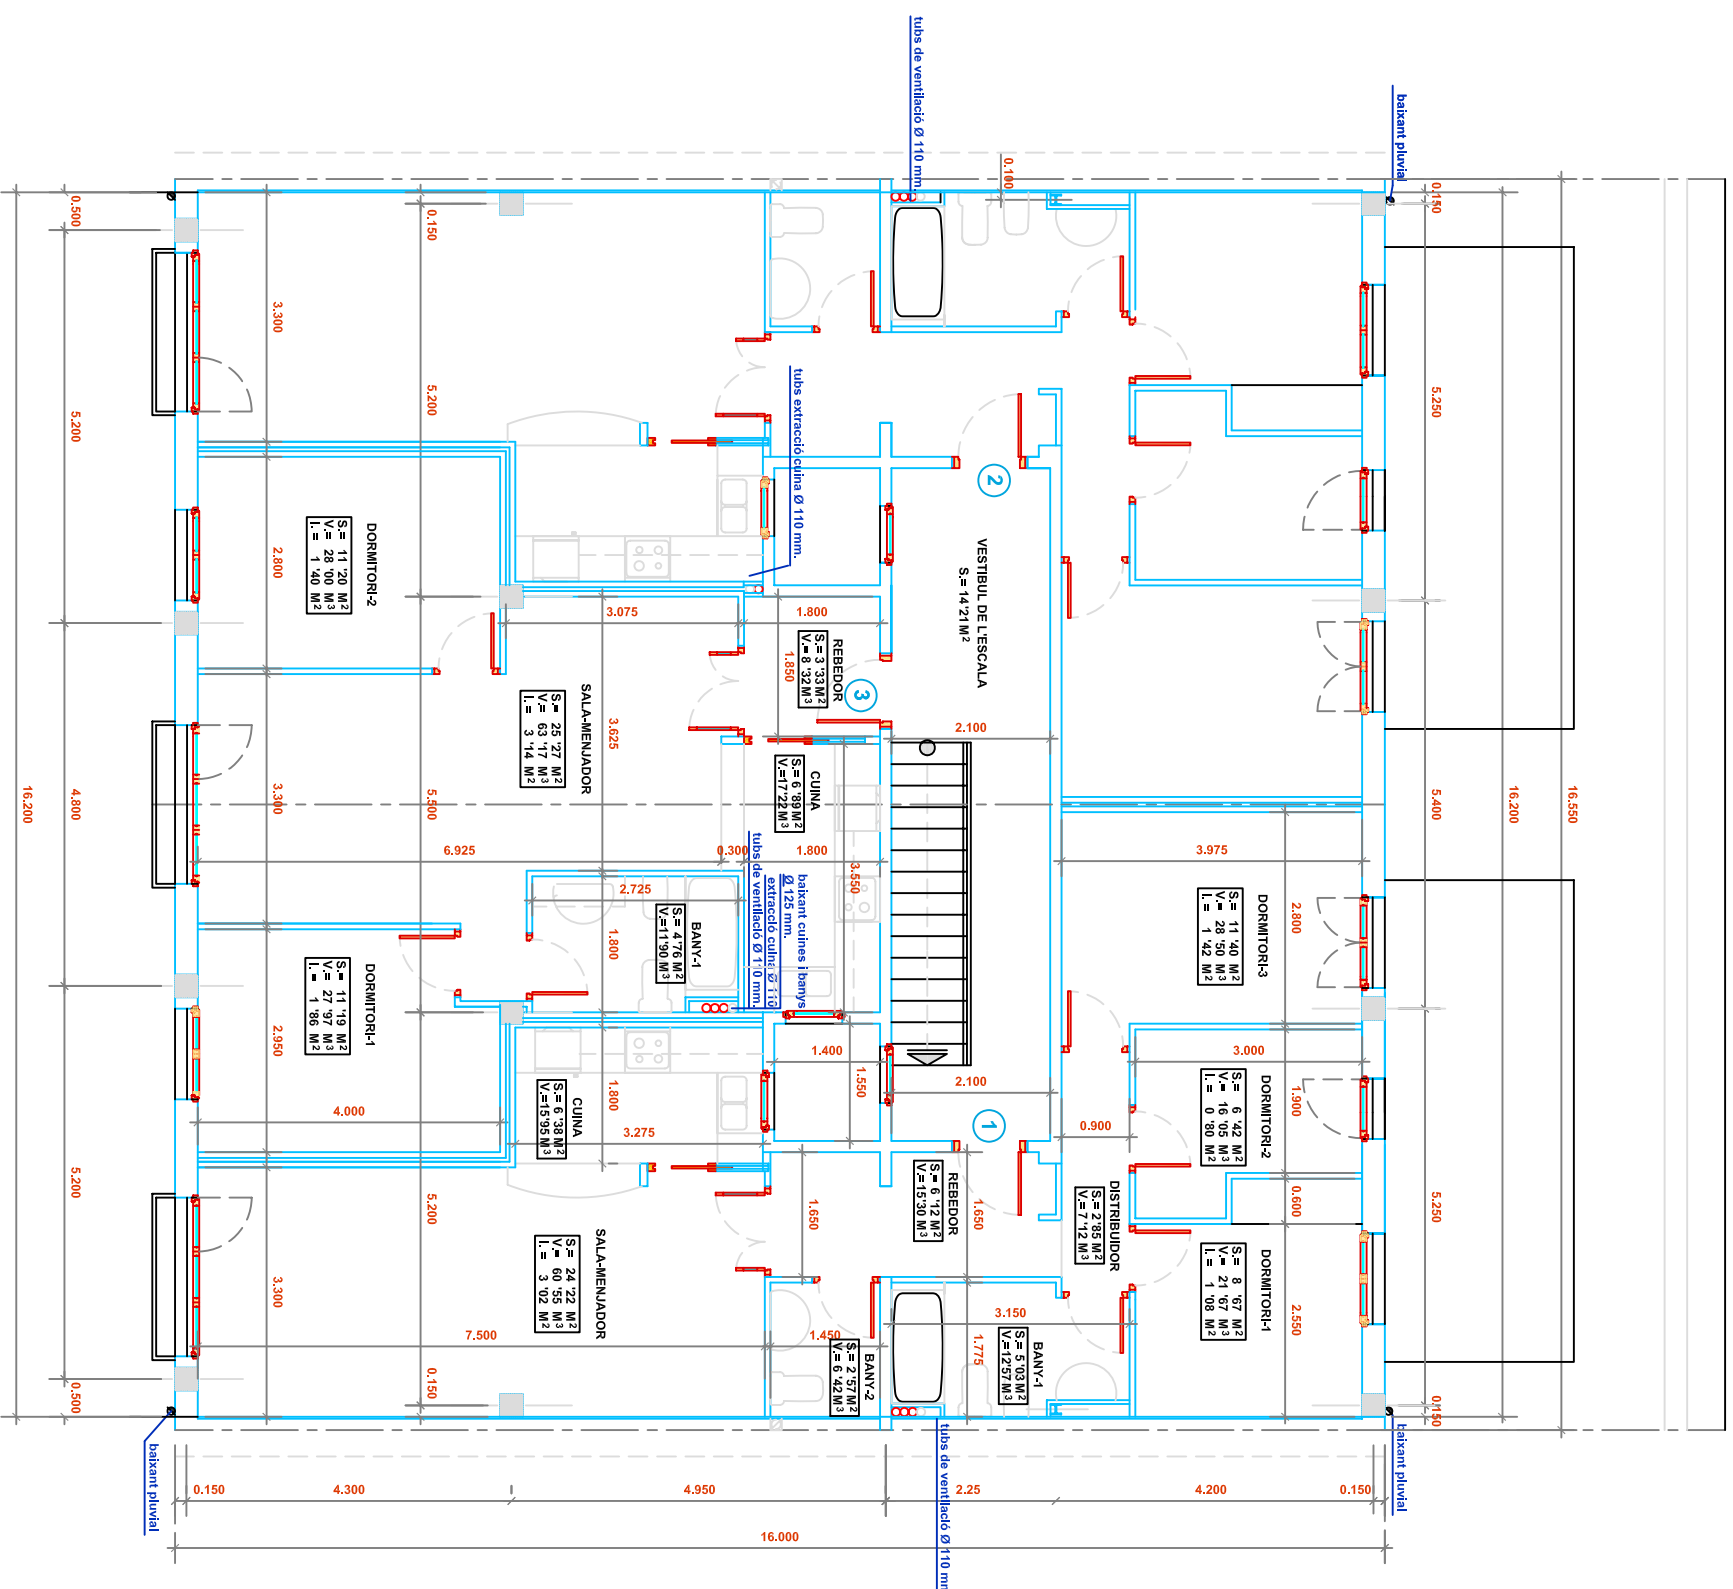 tubs de ventilació Ø 110 mm.
baixant pluvial
0.100
0.150
0.500
0.150
3.300
5.200
5.200
5.250
16.550
16.200
5.400
tubs extracció cuina Ø 110 mm.
2
VESTIBUL DE L'ESCALA
S.= 14'21M²
DORMITORI-2
S.= 11 '20 M²
V.= 28 '00 M³
I. = 1 '40 M²
2.800
3.075
1.800
1.850
REBEDOR
S.= 3 '33 M²
V.= 8 '32 M³
3
2.100
SALA-MENJADOR
S.= 25 '27 M²
V.= 63 '17 M³
I. = 3 '14 M²
3.625
CUINA
S.= 6 '89 M²
V.=17'22 M³
3.300
5.500
4.800
16.200
6.925
0.300
1.800
3.550
3.975
tubs de ventilació Ø 110 mm.
extracció cuina Ø 110
baixant cuines i banys
Ø 125 mm.
2.725
BANY-1
S.= 4'76 M²
V.=11'90 M³
1.800
DORMITORI-3
S.= 11 '40 M²
V.= 28 '50 M³
I. = 1 '42 M²
2.800
DORMITORI-1
S.= 11 '19 M²
V.= 27 '97 M³
I. = 1 '86 M²
2.950
4.000
1.400
1.550
2.100
3.000
1.800
CUINA
S.= 6 '38 M²
V.=15'95 M³
3.275
1
0.900
DORMITORI-2
S.= 6 '42 M²
V.= 16 '05 M³
I. = 0 '80 M²
1.900
0.600
5.200
5.200
1.650
REBEDOR
S.= 6 '12 M²
V.=15'30 M³
1.650
DISTRIBUIDOR
S.= 2'85 M²
V.= 7 '12 M³
5.250
SALA-MENJADOR
S.= 24 '22 M²
V.= 60 '55 M³
I. = 3 '02 M²
3.300
DORMITORI-1
S.= 8 '67 M²
V.= 21 '67 M³
I. = 1 '08 M²
2.550
7.500
1.450
3.150
1.775
BANY-1
S.= 5'03 M²
V.=12'57 M³
BANY-2
S.= 2 '57 M²
V.= 6 '42 M³
0.500
0.150
0.150
baixant pluvial
tubs de ventilació Ø 110 mm
baixant pluvial
0.150
4.300
4.950
2.25
4.200
0.150
16.000